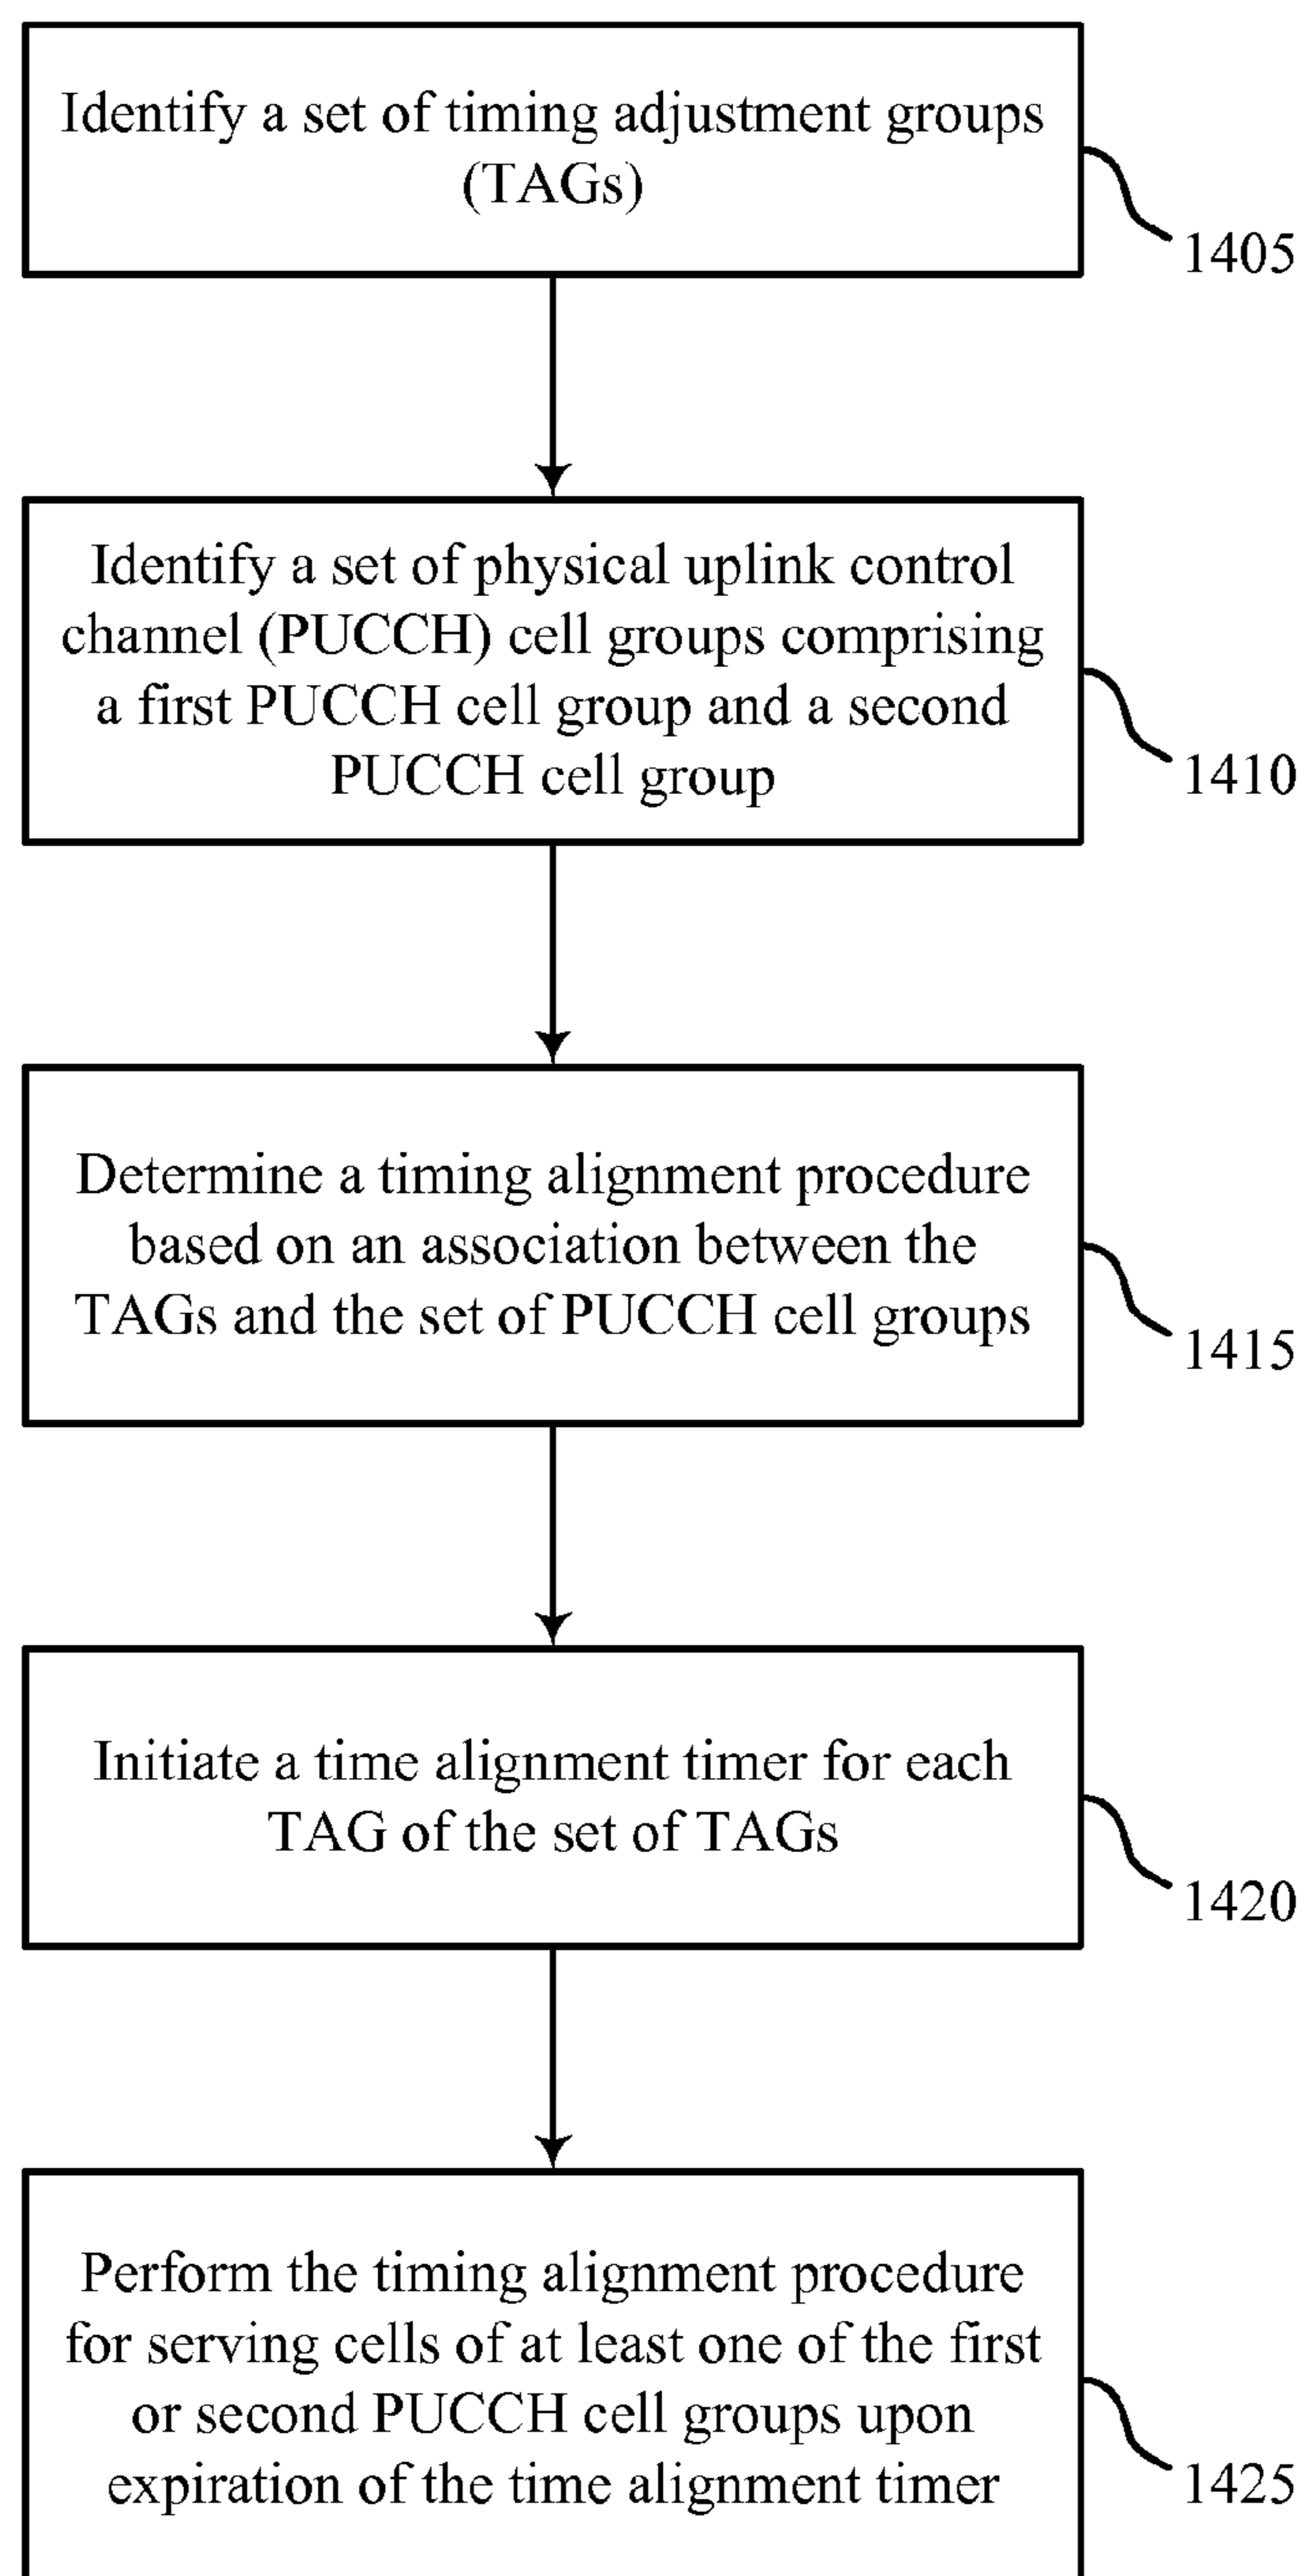 Identify a set of timing adjustment groups
(TAGs)
1405
Identify a set of physical uplink control
channel (PUCCH) cell groups comprising
a first PUCCH cell group and a second
PUCCH cell group
1410
Determine a timing alignment procedure
based on an association between the
TAGs and the set of PUCCH cell groups
1415
Initiate a time alignment timer for each
TAG of the set of TAGs
1420
Perform the timing alignment procedure
for serving cells of at least one of the first
or second PUCCH cell groups upon
expiration of the time alignment timer
1425